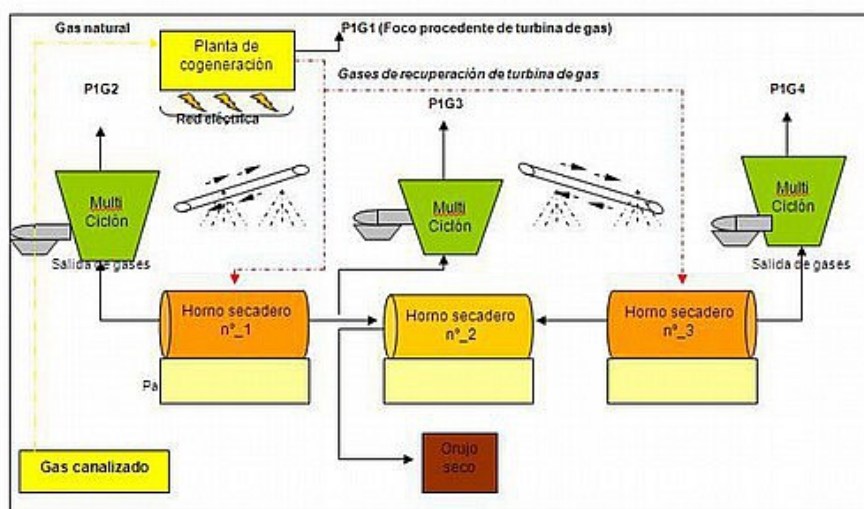 Gas natural
P1G1 (Foco procedente de turbina de gas)
Planta de
cogeneración
Gases de recuperación de turbina de gas
P1G2
P1G3
P1G4
Red eléctrica
Multi
Ciclón
Multi
Ciclón
Multi
Ciclón
Salida de gases
Salida de gases
Horno secadero
nº_1
Horno secadero
nº_2
Horno secadero
nº_3
Pa
Gas canalizado
Orujo
seco